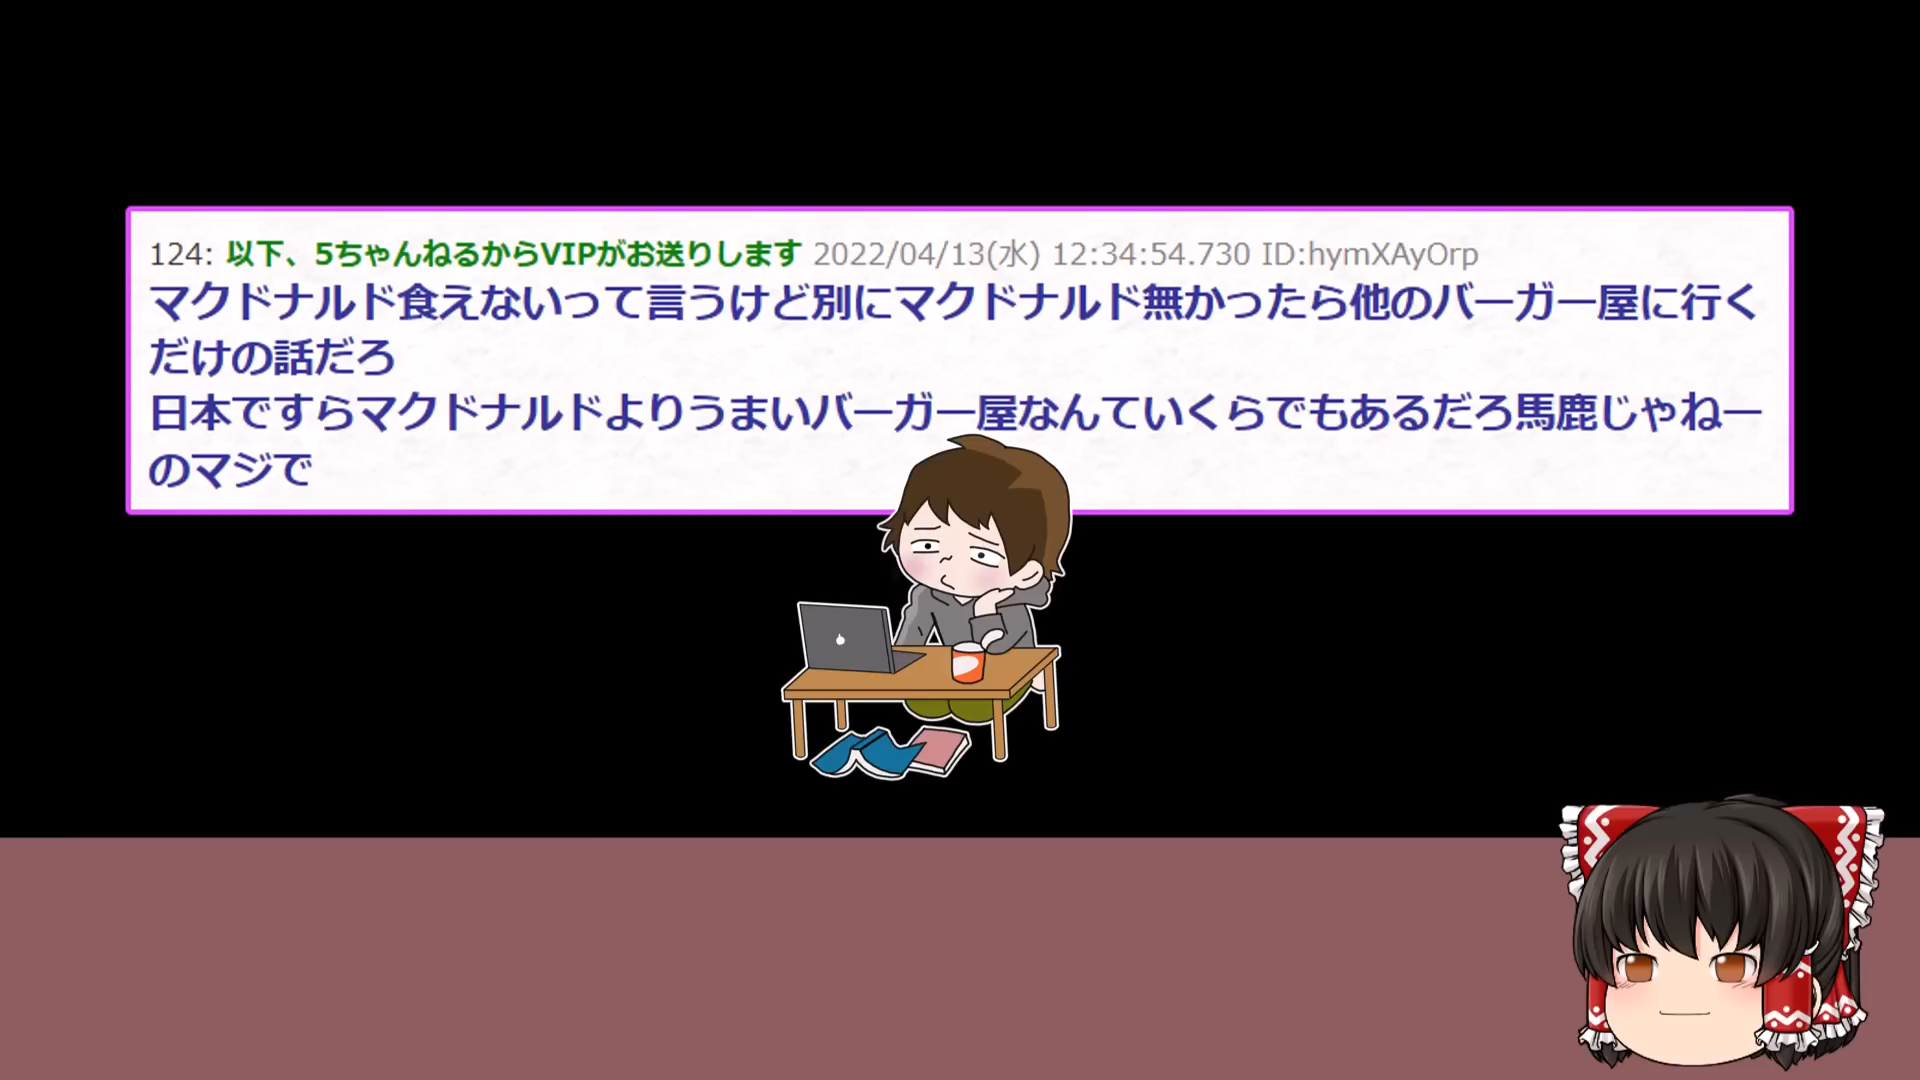 124: 以下、5ちゃんねるからVIPがお送りします 2022/04/13(水) 12:34:54.730 ID:hymXAyOrp
マクドナルド食えないって言うけど別にマクドナルド無かったら他のバーガー屋に行く
だけの話だろ
日本ですらマクドナルドよりうまいバーガー屋なんていくらでもあるだろ馬鹿じゃねー
のマジで